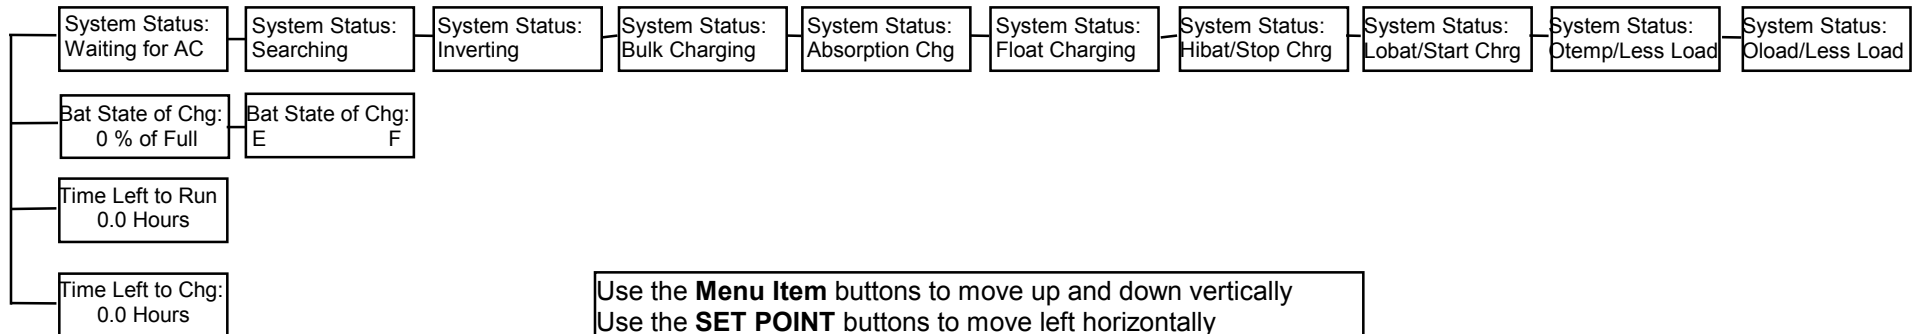 System Status:
Waiting for AC
System Status:
Searching
System Status:
Inverting
System Status:
Bulk Charging
System Status:
Absorption Chg
System Status:
Float Charging
System Status:
Hibat/Stop Chrg
System Status:
Lobat/Start Chrg
System Status:
Otemp/Less Load
System Status:
Oload/Less Load
Bat State of Chg:
0 % of Full
Bat State of Chg:
E F
Time Left to Run
0.0 Hours
Time Left to Chg:
0.0 Hours
Use the Menu Item buttons to move up and down vertically
Use the SET POINT buttons to move left horizontally